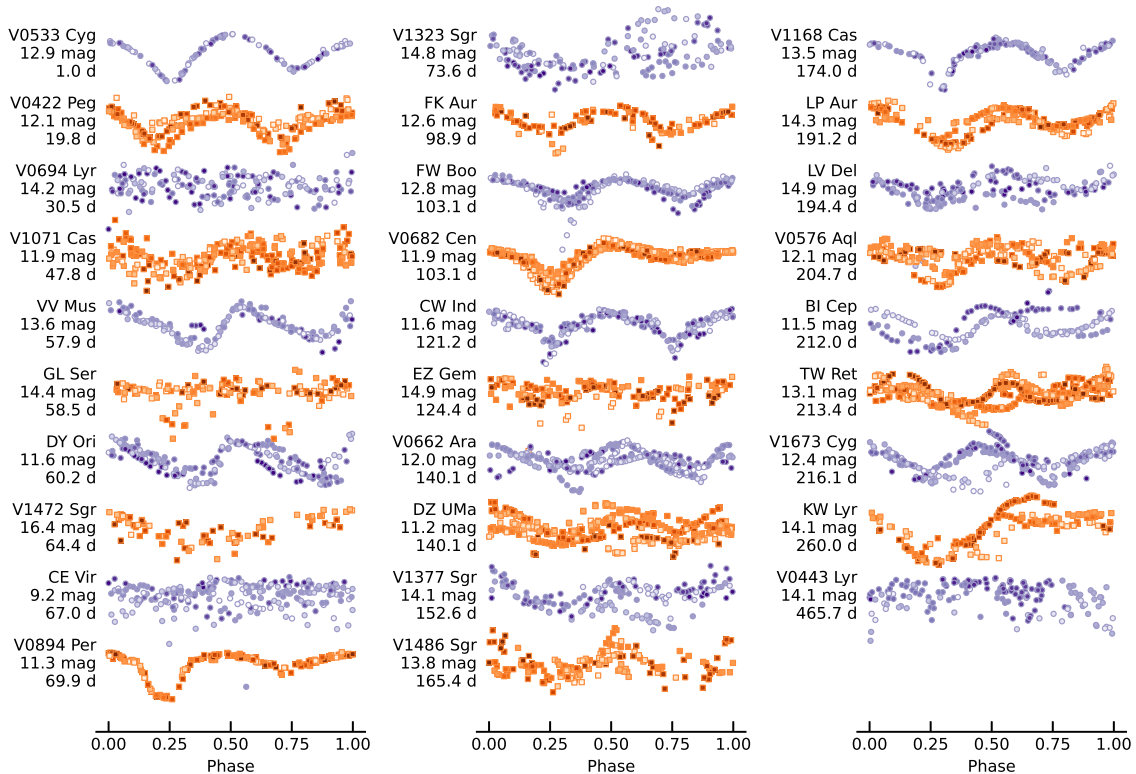 V0533 Cyg
12.9 mag
1.0 d
V0422 Peg
12.1 mag
19.8 d
V0694 Lyr
14.2 mag
30.5 d
V1071 Cas
11.9 mag
47.8 d
VV Mus
13.6 mag
57.9 d
GL Ser
14.4 mag
58.5 d
DY Ori
11.6 mag
60.2 d
V1472 Sgr
16.4 mag
64.4 d
CE Vir
9.2 mag
67.0 d
V0894 Per
11.3 mag
69.9 d
0.00 0.25 0.50 0.75 1.00
Phase
V1323 Sgr
14.8 mag
73.6 d
FK Aur
12.6 mag
98.9 d
FW Boo
12.8 mag
103.1 d
V0682 Cen
11.9 mag
103.1 d
CW Ind
11.6 mag
121.2 d
EZ Gem
14.9 mag
124.4 d
V0662 Ara
12.0 mag
140.1 d
DZ UMa
11.2 mag
140.1 d
V1377 Sgr
14.1 mag
152.6 d
V1486 Sgr
13.8 mag
165.4 d
0.00 0.25 0.50 0.75 1.00
Phase
V1168 Cas
13.5 mag
174.0 d
LP Aur
14.3 mag
191.2 d
LV Del
14.9 mag
194.4 d
V0576 Aql
12.1 mag
204.7 d
BI Cep
11.5 mag
212.0 d
TW Ret
13.1 mag
213.4 d
V1673 Cyg
12.4 mag
216.1 d
KW Lyr
14.1 mag
260.0 d
V0443 Lyr
14.1 mag
465.7 d
0.00 0.25 0.50 0.75 1.00
Phase